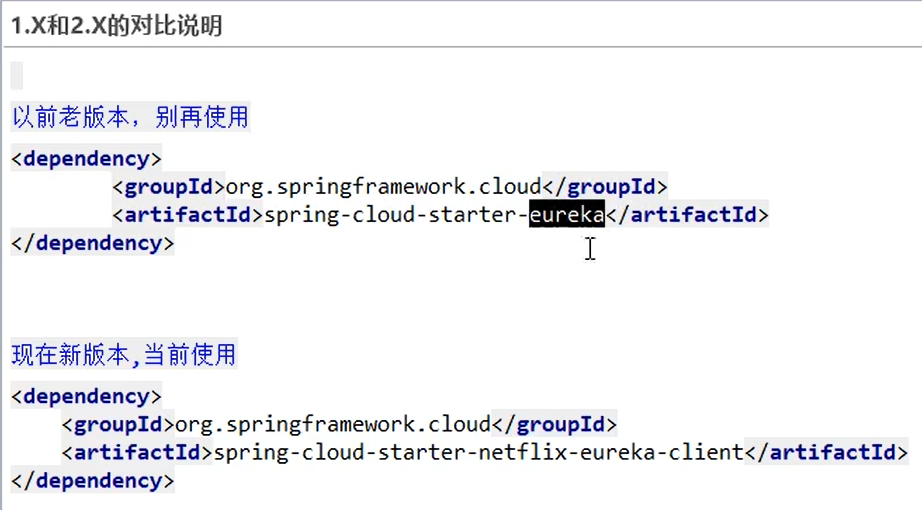 1.X和2.X的对比说明
以前老版本，别再使用
<dependency>
<groupId>org.springframework.cloud</groupId>
<artifactId>spring-cloud-starter-eureka</artifactId>
</dependency>
现在新版本,当前使用
<dependency>
<groupId>org.springframework.cloud</groupId>
<artifactId>spring-cloud-starter-netflix-eureka-client</artifactId>
</dependency>